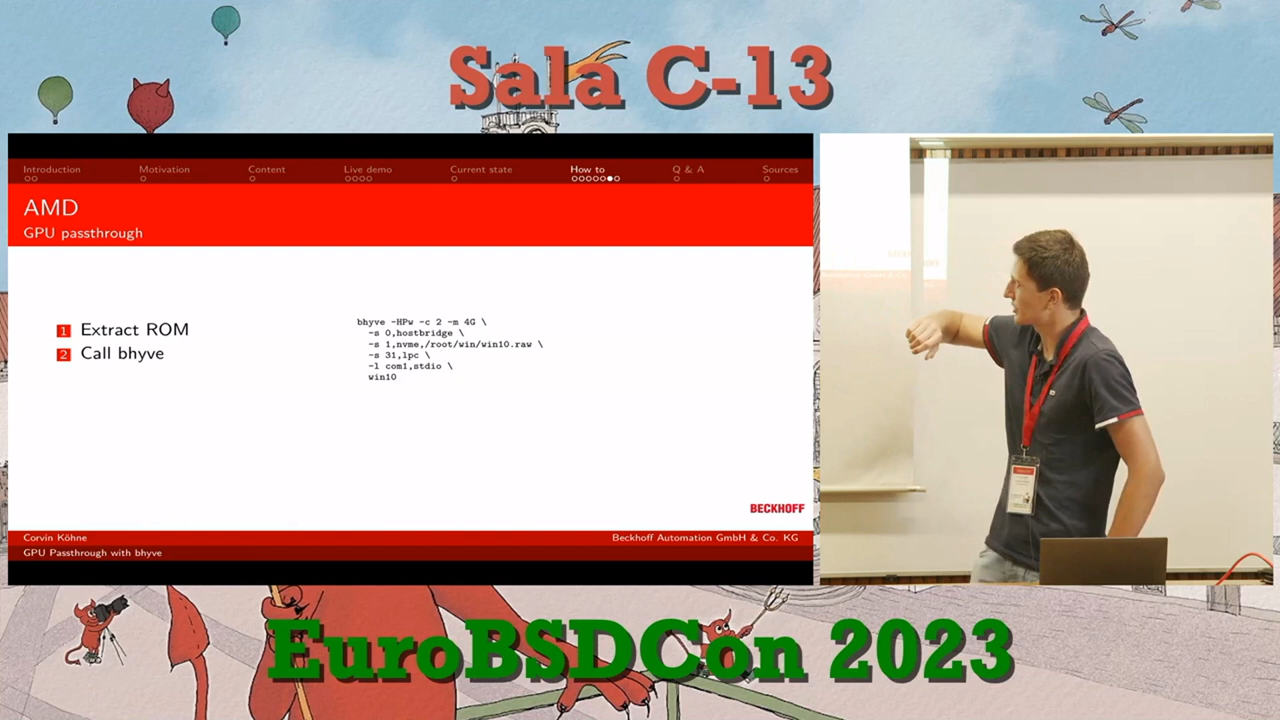 Sala C-13
Introduction Motivation Content Live demo Current state How to Q & A Sources
AMD
GPU passthrough
1 Extract ROM
2 Call bhyve
bhyve -HPw -c 2 -m 4G \
-s 0,hostbridge \
-s 1,nvme,/root/win/win10.raw \
-s 31,lpc \
-l com1,stdio \
win10
BECKHOFF
Corvin Köhne Beckhoff Automation GmbH & Co. KG
GPU Passthrough with bhyve
EuroBSDCon 2023